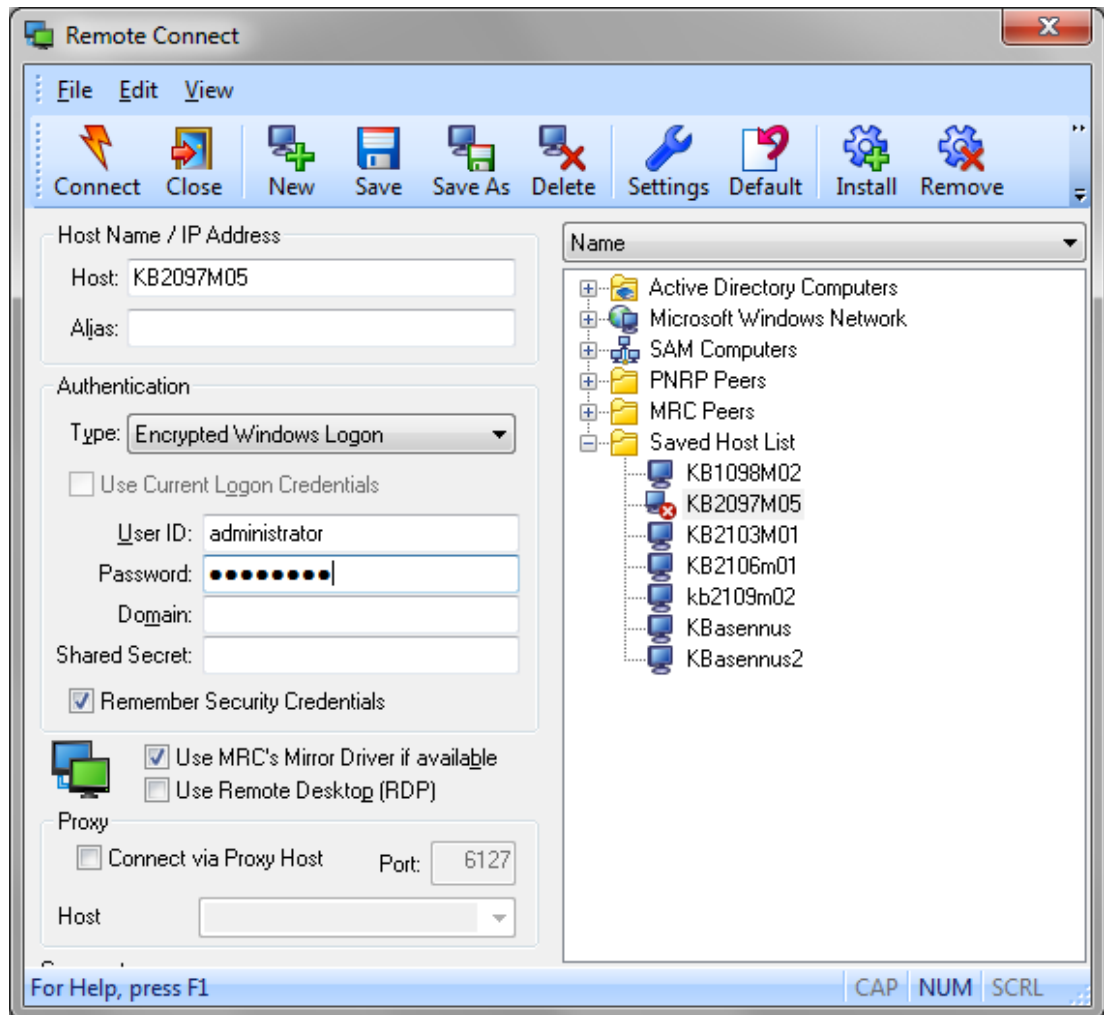 Remote Connect
File Edit View
Connect Close New Save Save As Delete Settings Default Install Remove
Host Name / IP Address
Host: KB2097M05
Alias:
Authentication
Type: Encrypted Windows Logon
Use Current Logon Credentials
User ID: administrator
Password: ●●●●●●●●
Domain:
Shared Secret:
Remember Security Credentials
Use MRC's Mirror Driver if available
Use Remote Desktop (RDP)
Proxy
Connect via Proxy Host Port: 6127
Host
Name
Active Directory Computers
Microsoft Windows Network
SAM Computers
PNRP Peers
MRC Peers
Saved Host List
KB1098M02
KB2097M05
KB2103M01
KB2106m01
kb2109m02
KBasennus
KBasennus2
For Help, press F1
CAP NUM SCRL